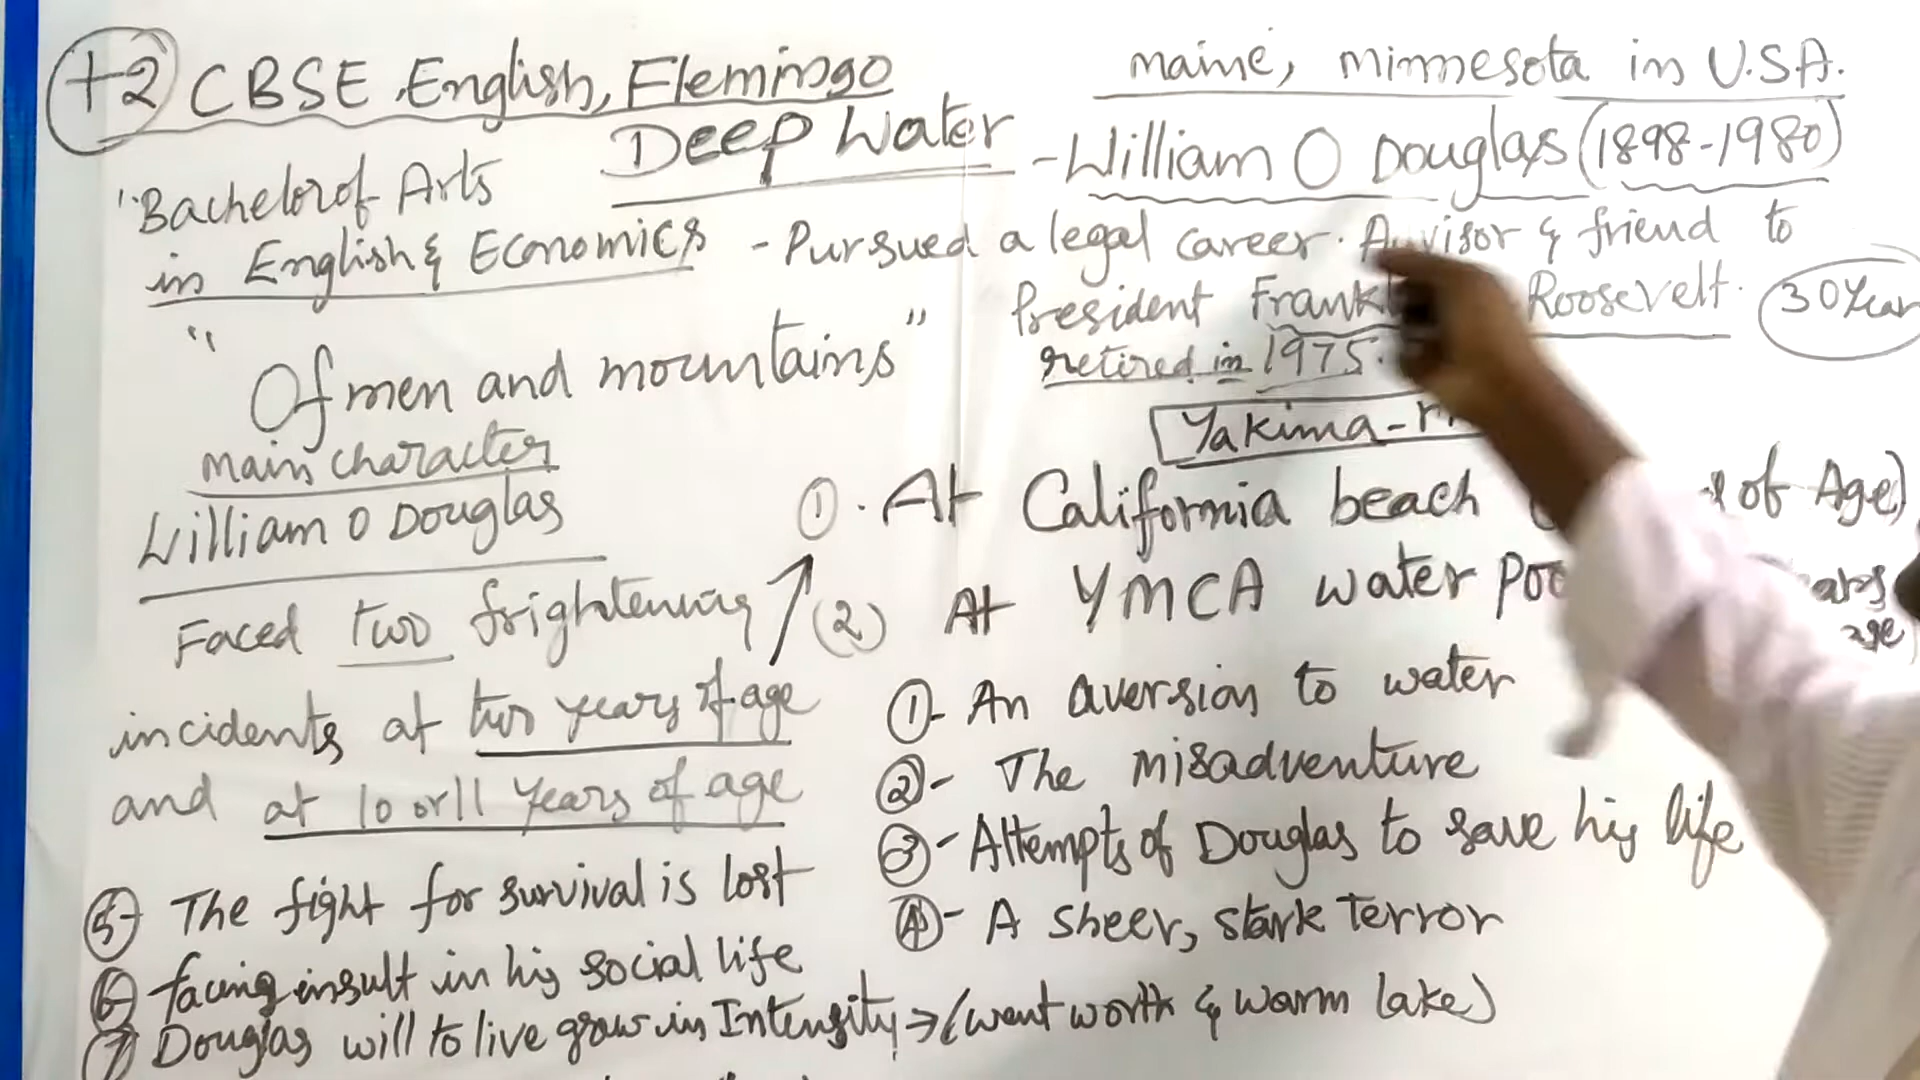 +2 CBSE, English, Flemingo
maine, minnesota in U.S.A.
Deep Water - William O Douglas (1898-1980)
"Bachelor of Arts
in English & Economics - Pursued a legal career. Advisor & friend to
President Roosevelt. 30 Year
retired in 1975.
"Of men and mountains"
Yakima -
main character
William O Douglas
① At California beach of Age)
(2) At YMCA water
age
Faced two frightening
incidents at two years of age
and at 10 or 11 years of age
①- An aversion to water
②- The misadventure
③- Attempts of Douglas to save his life
④- A sheer, stark terror
⑤- The fight for survival is lost
⑥- facing insult in his social life
⑦ Douglas will to live grow in Intensity → (went worth & warm lake)